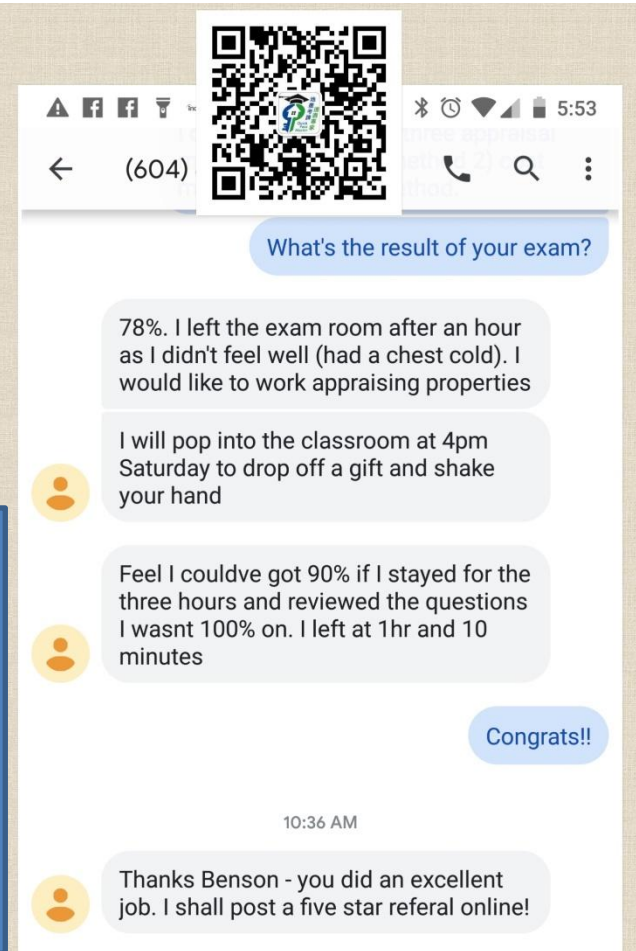 5:53
three appraisal
(604)
What's the result of your exam?
78%. I left the exam room after an hour
as I didn't feel well (had a chest cold). I
would like to work appraising properties
I will pop into the classroom at 4pm
Saturday to drop off a gift and shake
your hand
Feel I couldve got 90% if I stayed for the
three hours and reviewed the questions
I wasnt 100% on. I left at 1hr and 10
minutes
Congrats!!
10:36 AM
Thanks Benson - you did an excellent
job. I shall post a five star referal online!